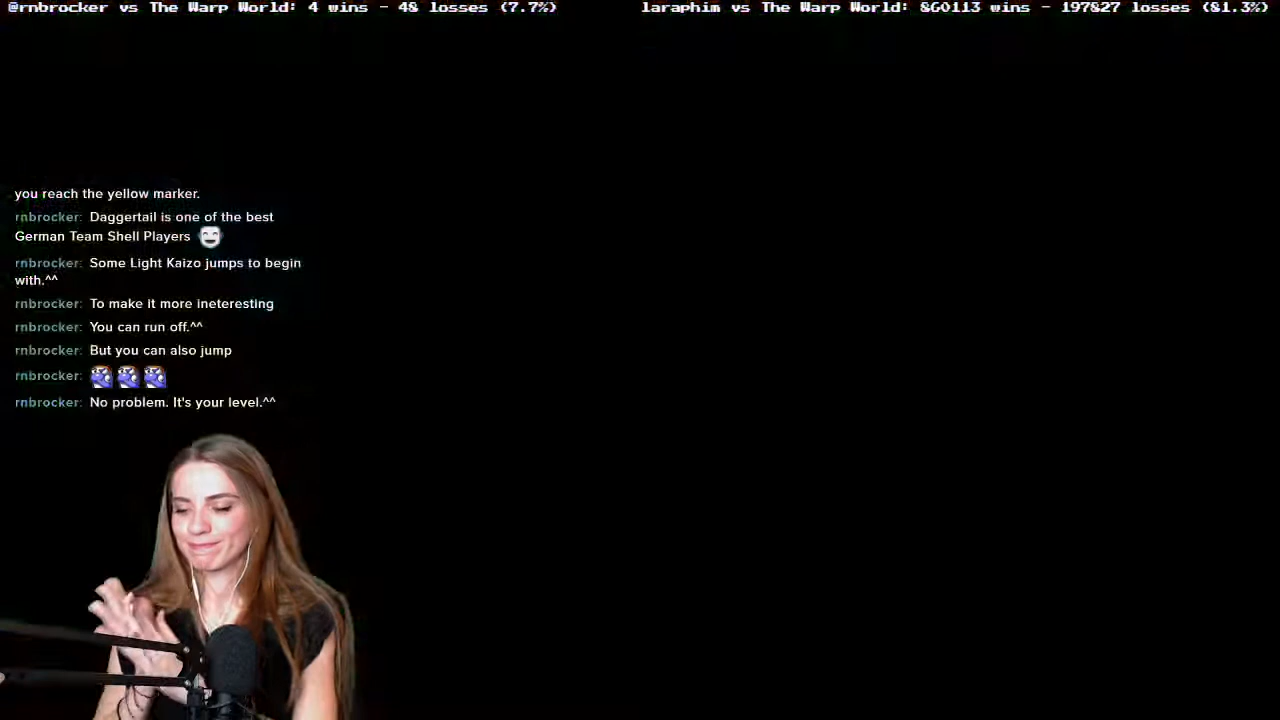 @rnbrocker vs The Warp World: 4 wins - 48 losses (7.7%)
laraphim vs The Warp World: 860113 wins - 197827 losses (81.3%)
you reach the yellow marker.
rnbrocker: Daggertail is one of the best
German Team Shell Players
rnbrocker: Some Light Kaizo jumps to begin
with.^^
rnbrocker: To make it more ineteresting
rnbrocker: You can run off.^^
rnbrocker: But you can also jump
rnbrocker:
rnbrocker: No problem. It's your level.^^